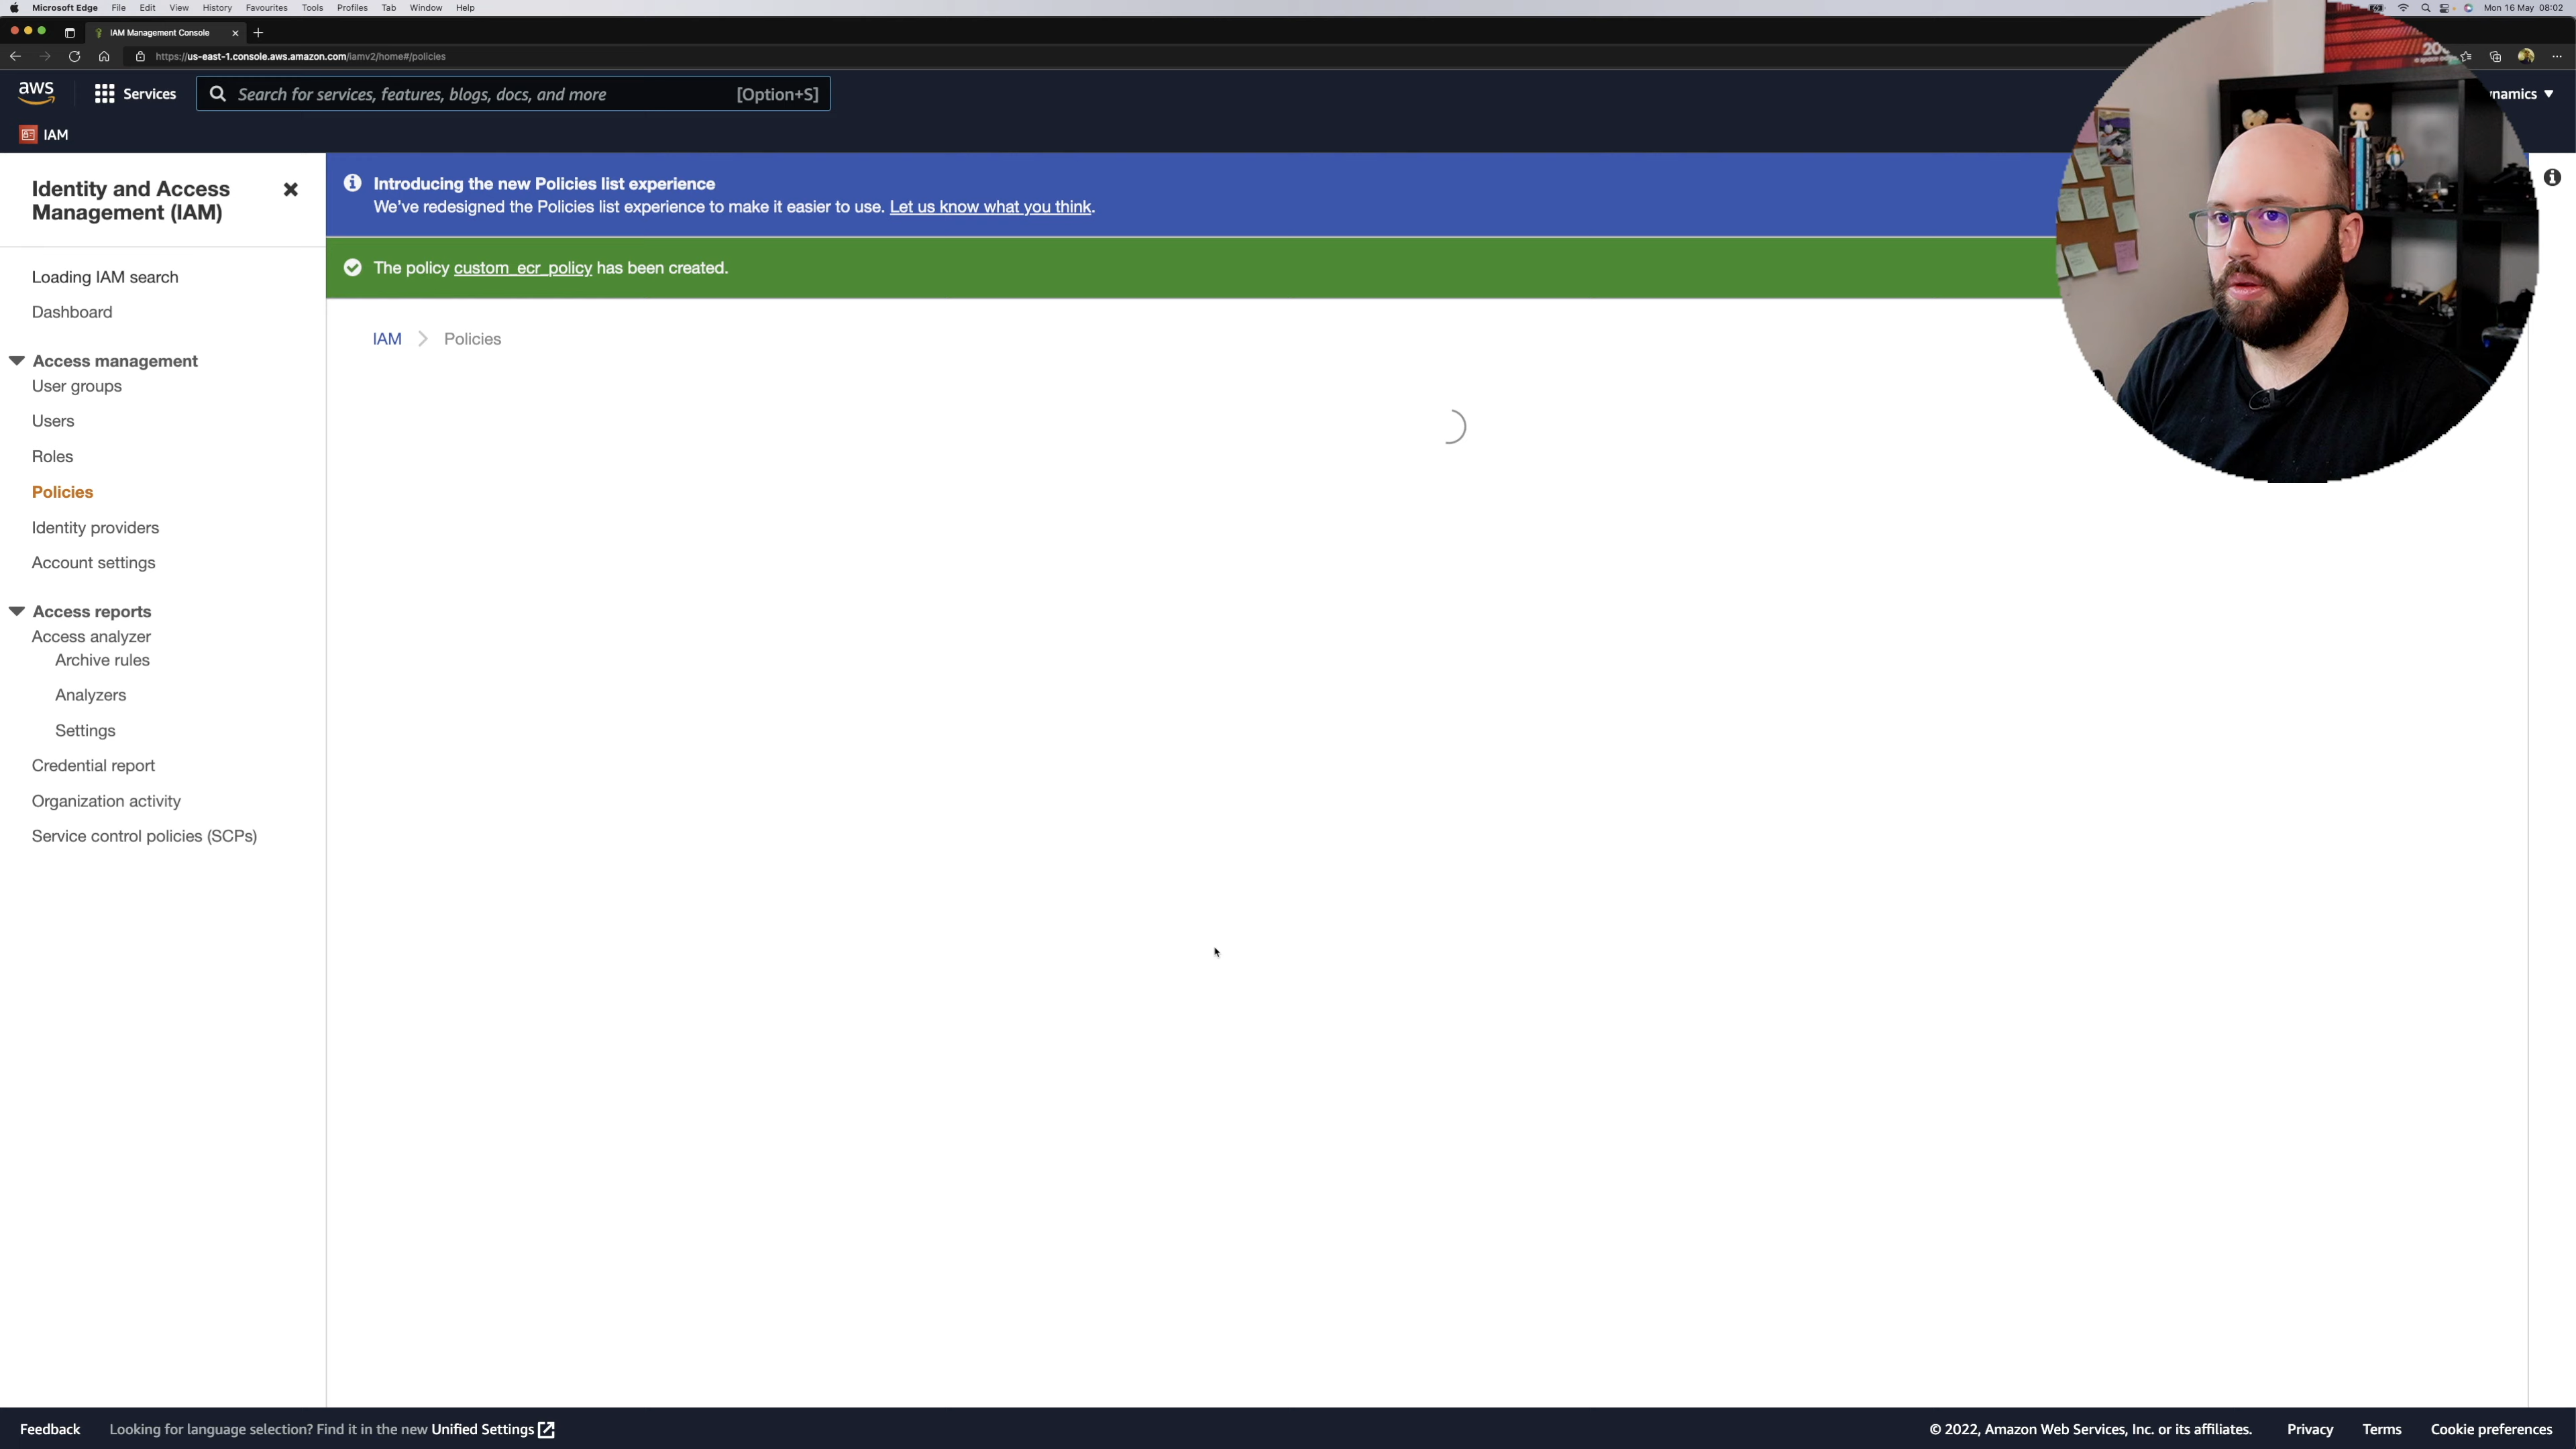 Microsoft Edge File Edit View History Favourites Tools Profiles Tab Window Help
Mon 16 May 08:02
IAM Management Console
https://us-east-1.console.aws.amazon.com/iamv2/home#/policies
aws Services Search for services, features, blogs, docs, and more [Option+S]
namics
IAM
Identity and Access
Management (IAM)
Loading IAM search
Dashboard
Access management
User groups
Users
Roles
Policies
Identity providers
Account settings
Access reports
Access analyzer
Archive rules
Analyzers
Settings
Credential report
Organization activity
Service control policies (SCPs)
Introducing the new Policies list experience
We've redesigned the Policies list experience to make it easier to use. Let us know what you think.
The policy custom_ecr_policy has been created.
IAM Policies
Feedback Looking for language selection? Find it in the new Unified Settings
© 2022, Amazon Web Services, Inc. or its affiliates. Privacy Terms Cookie preferences